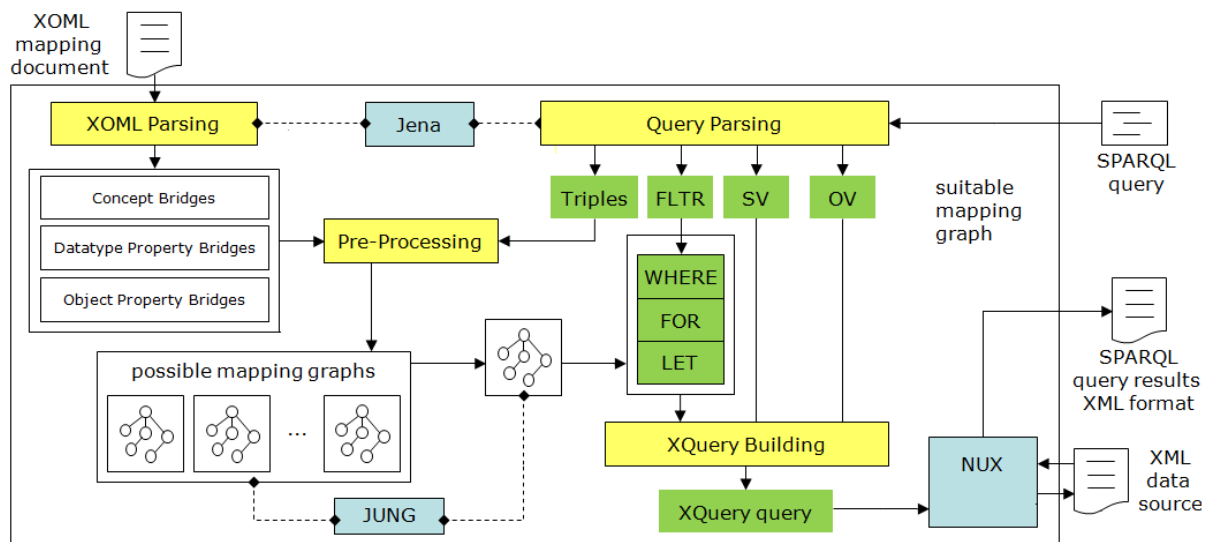 XOML
mapping
document
XOML Parsing
Jena
Query Parsing
SPARQL
query
Concept Bridges
Datatype Property Bridges
Object Property Bridges
Triples
FLTR
SV
OV
suitable
mapping
graph
Pre-Processing
WHERE
FOR
LET
possible mapping graphs
...
SPARQL
query results
XML format
XQuery Building
NUX
XML
data
source
JUNG
XQuery query